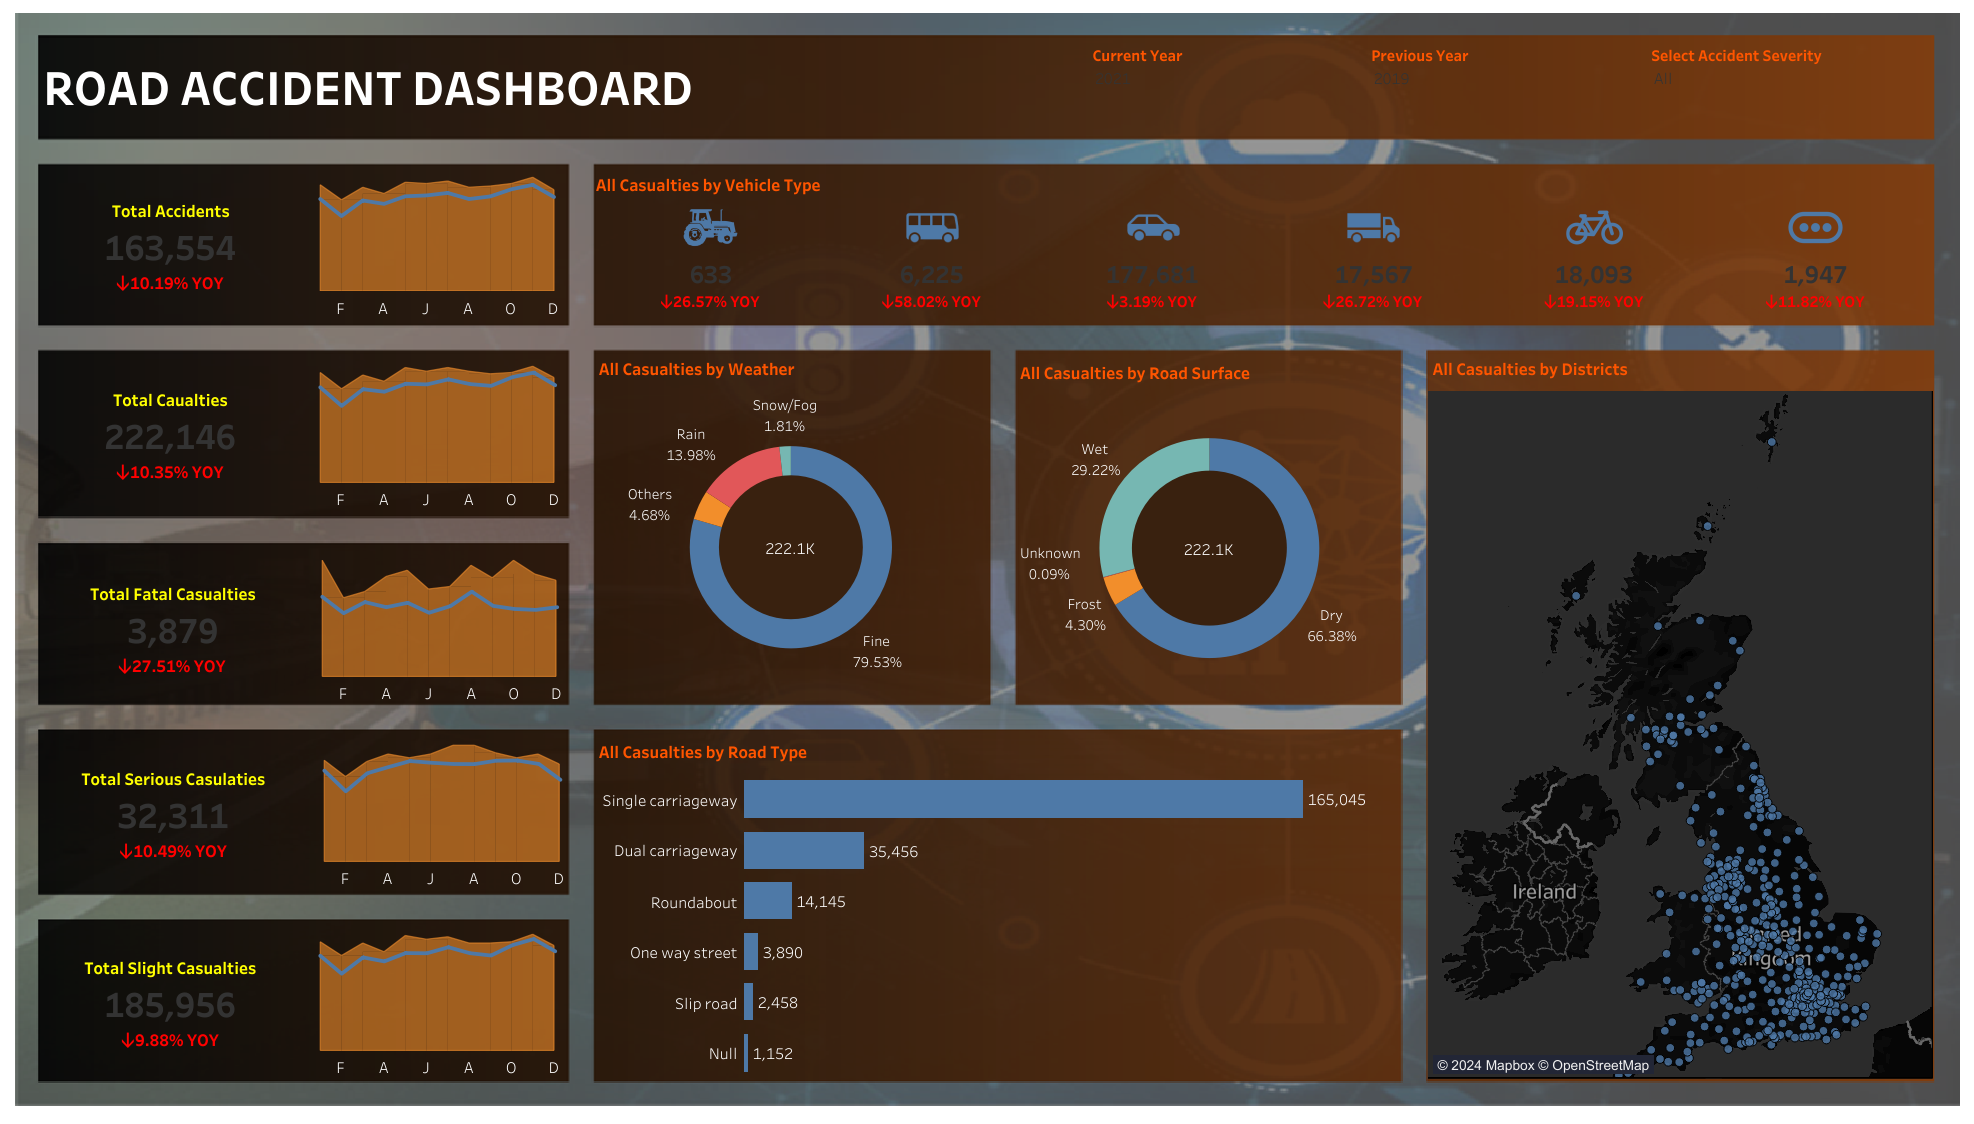 ROAD ACCIDENT DASHBOARD
Current Year
Previous Year
2019
Select Accident Severity
All
Total Accidents
163,554
↓10.19% YOY
F A J A O D
Total Caualties
222,146
↓10.35% YOY
F A J A O D
Total Fatal Casualties
3,879
↓27.51% YOY
F A J A O D
Total Serious Casulaties
32,311
↓10.49% YOY
F A J A O D
Total Slight Casualties
185,956
↓9.88% YOY
F A J A O D
All Casualties by Vehicle Type
633
↓26.57% YOY
6,225
↓58.02% YOY
↓3.19% YOY
17,567
↓26.72% YOY
18,093
↓19.15% YOY
1,947
↓11.82% YOY
All Casualties by Weather
Snow/Fog
1.81%
Rain
13.98%
Others
4.68%
222.1K
Fine
79.53%
All Casualties by Road Surface
Wet
29.22%
Unknown
0.09%
Frost
4.30%
222.1K
Dry
66.38%
All Casualties by Road Type
Single carriageway 165,045
Dual carriageway 35,456
Roundabout 14,145
One way street 3,890
Slip road 2,458
Null 1,152
All Casualties by Districts
Ireland
© 2024 Mapbox © OpenStreetMap